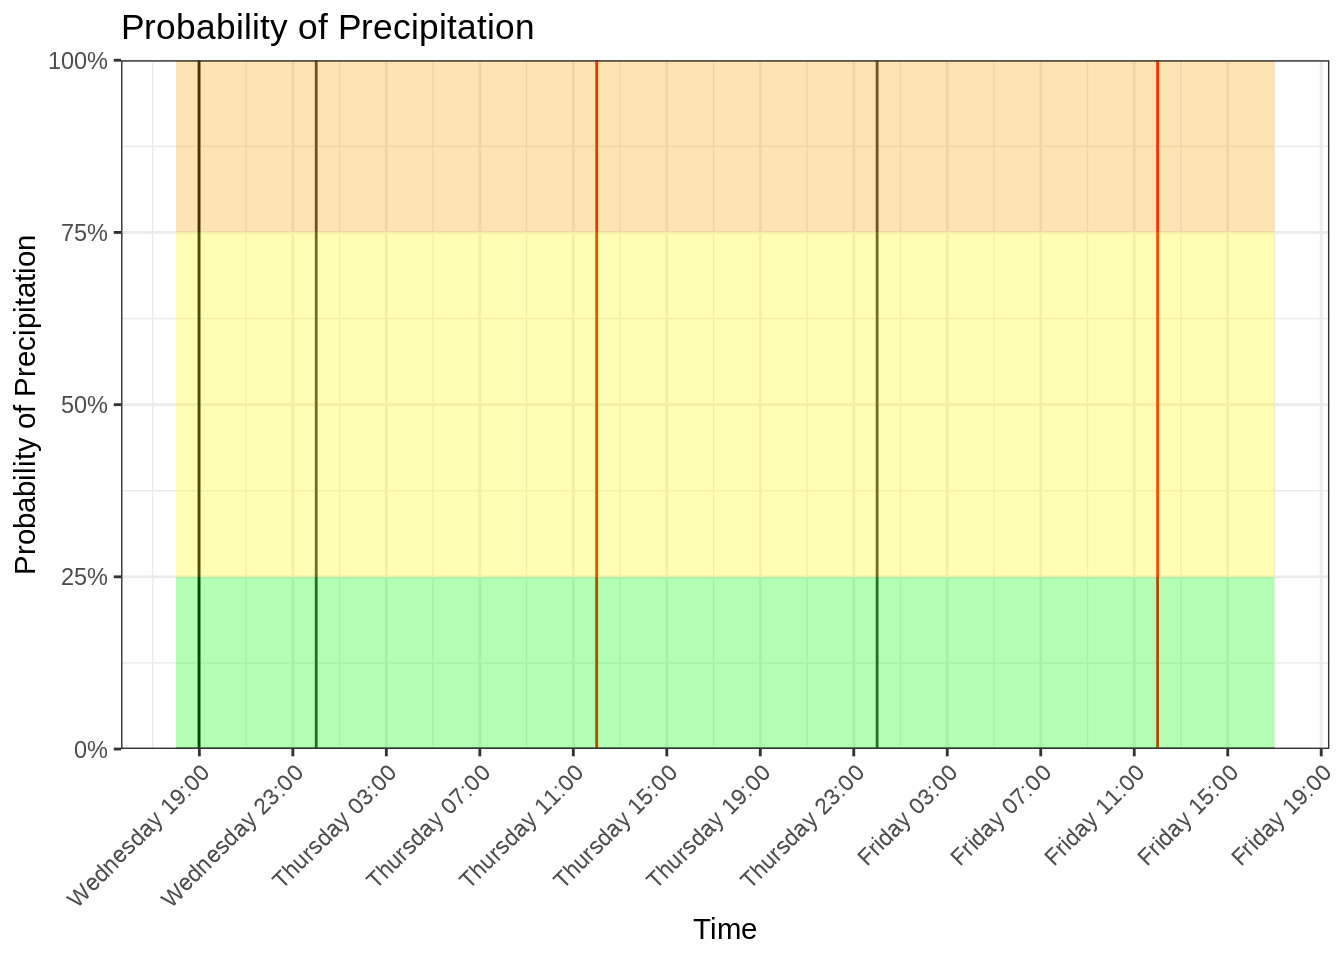 Probability of Precipitation
100%
75%
50%
25%
0%
Probability of Precipitation
Wednesday 19:00
Wednesday 23:00
Thursday 03:00
Thursday 07:00
Thursday 11:00
Thursday 15:00
Thursday 19:00
Thursday 23:00
Friday 03:00
Friday 07:00
Friday 11:00
Friday 15:00
Friday 19:00
Time